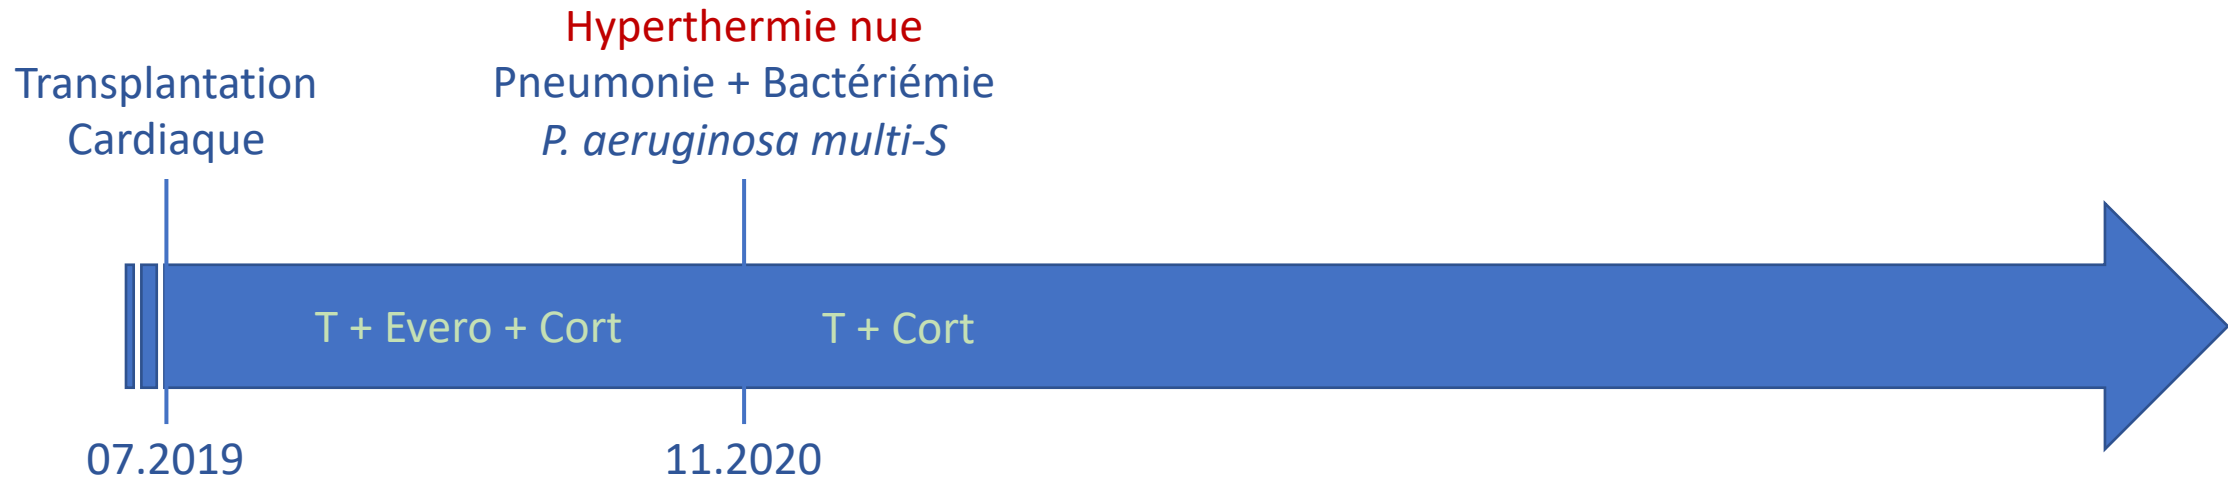 Transplantation
Cardiaque
Hyperthermie nue
Pneumonie + Bactériémie
P. aeruginosa multi-S
T + Evero + Cort
T + Cort
07.2019
11.2020